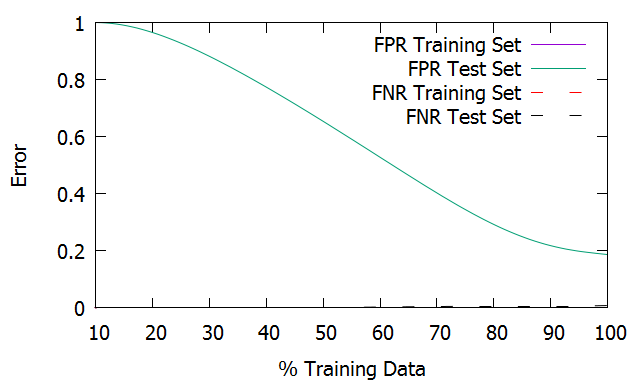 FPR Training Set
FPR Test Set
FNR Training Set
FNR Test Set
1
0.8
0.6
0.4
0.2
0
Error
10 20 30 40 50 60 70 80 90 100
% Training Data